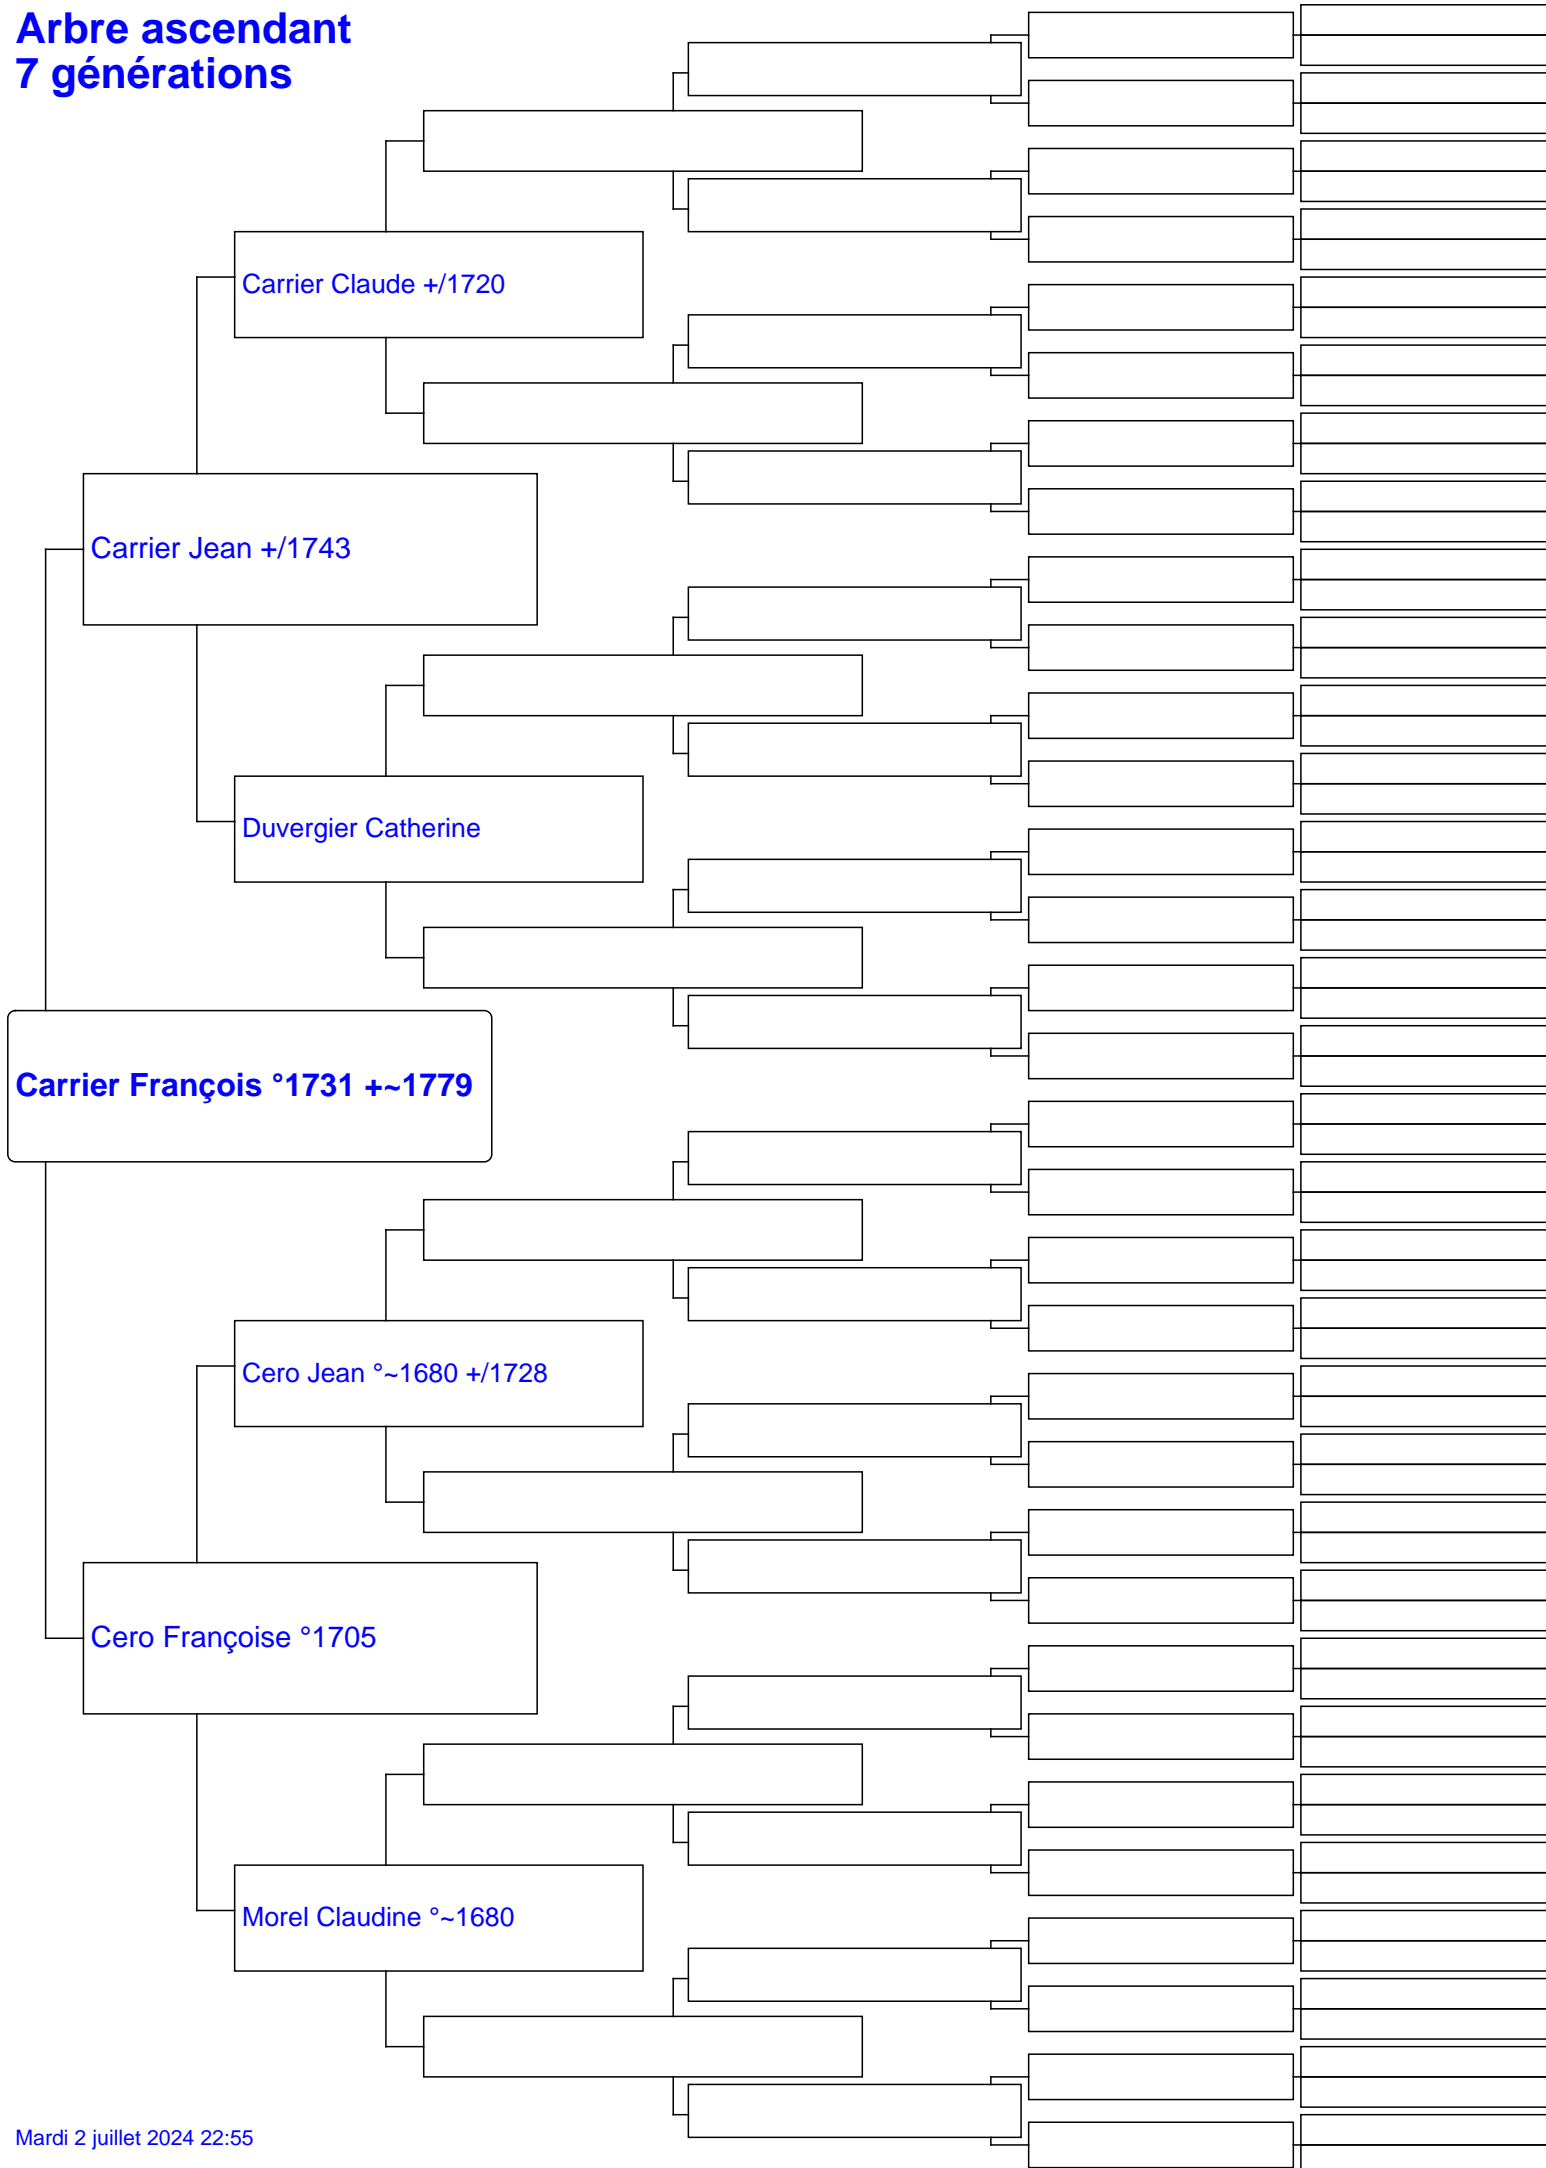 Arbre ascendant
7 générations
Carrier Claude +/1720
Carrier Jean +/1743
Duvergier Catherine
Carrier François °1731 +~1779
Cero Jean °~1680 +/1728
Cero Françoise °1705
Morel Claudine °~1680
Mardi 2 juillet 2024 22:55